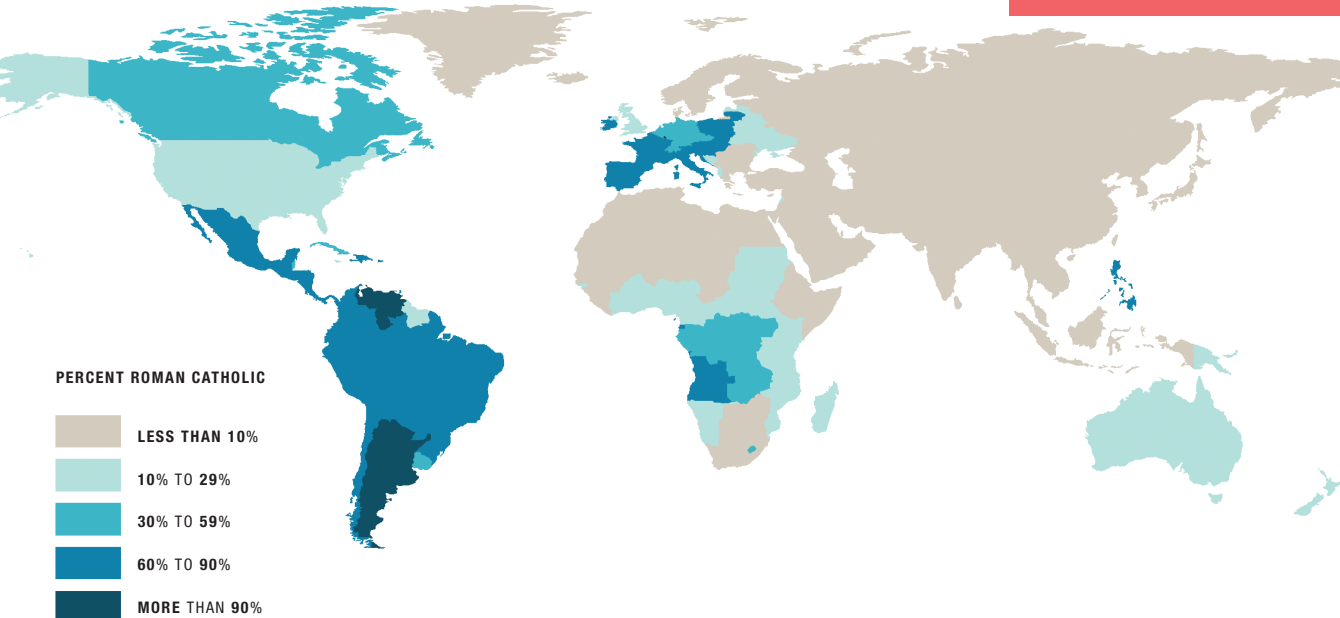 PERCENT ROMAN CATHOLIC
LESS THAN 10%
10% TO 29%
30% TO 59%
60% TO 90%
MORE THAN 90%